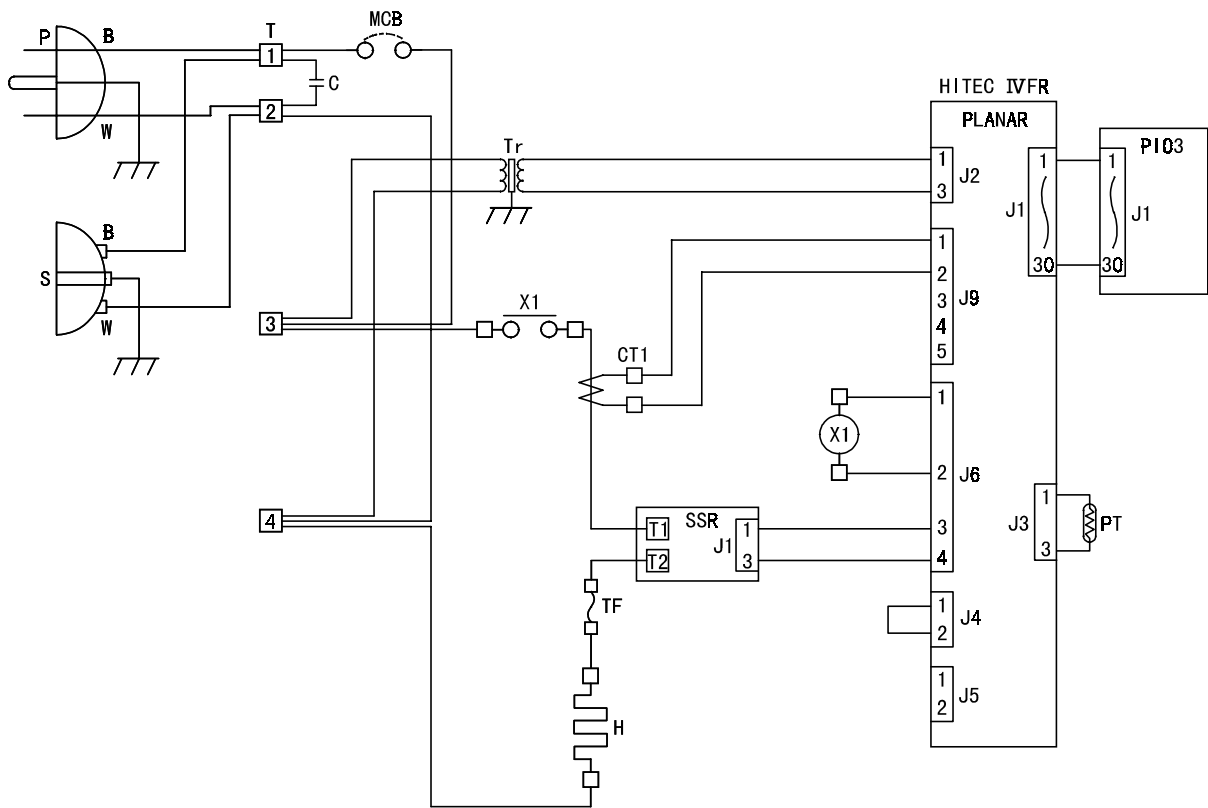 P B
T
MCB
1
C
2
W
HITEC IVFR
PLANAR
PIO3
Tr
1
3
J2
1
J1
30
1
J1
30
B
S
W
3
X1
CT1
1
2
3
4
5
J9
X1
1
2
J6
3
4
4
SSR
T1
T2
J1
1
3
J3
1
3
PT
TF
1
2
J4
1
2
J5
H